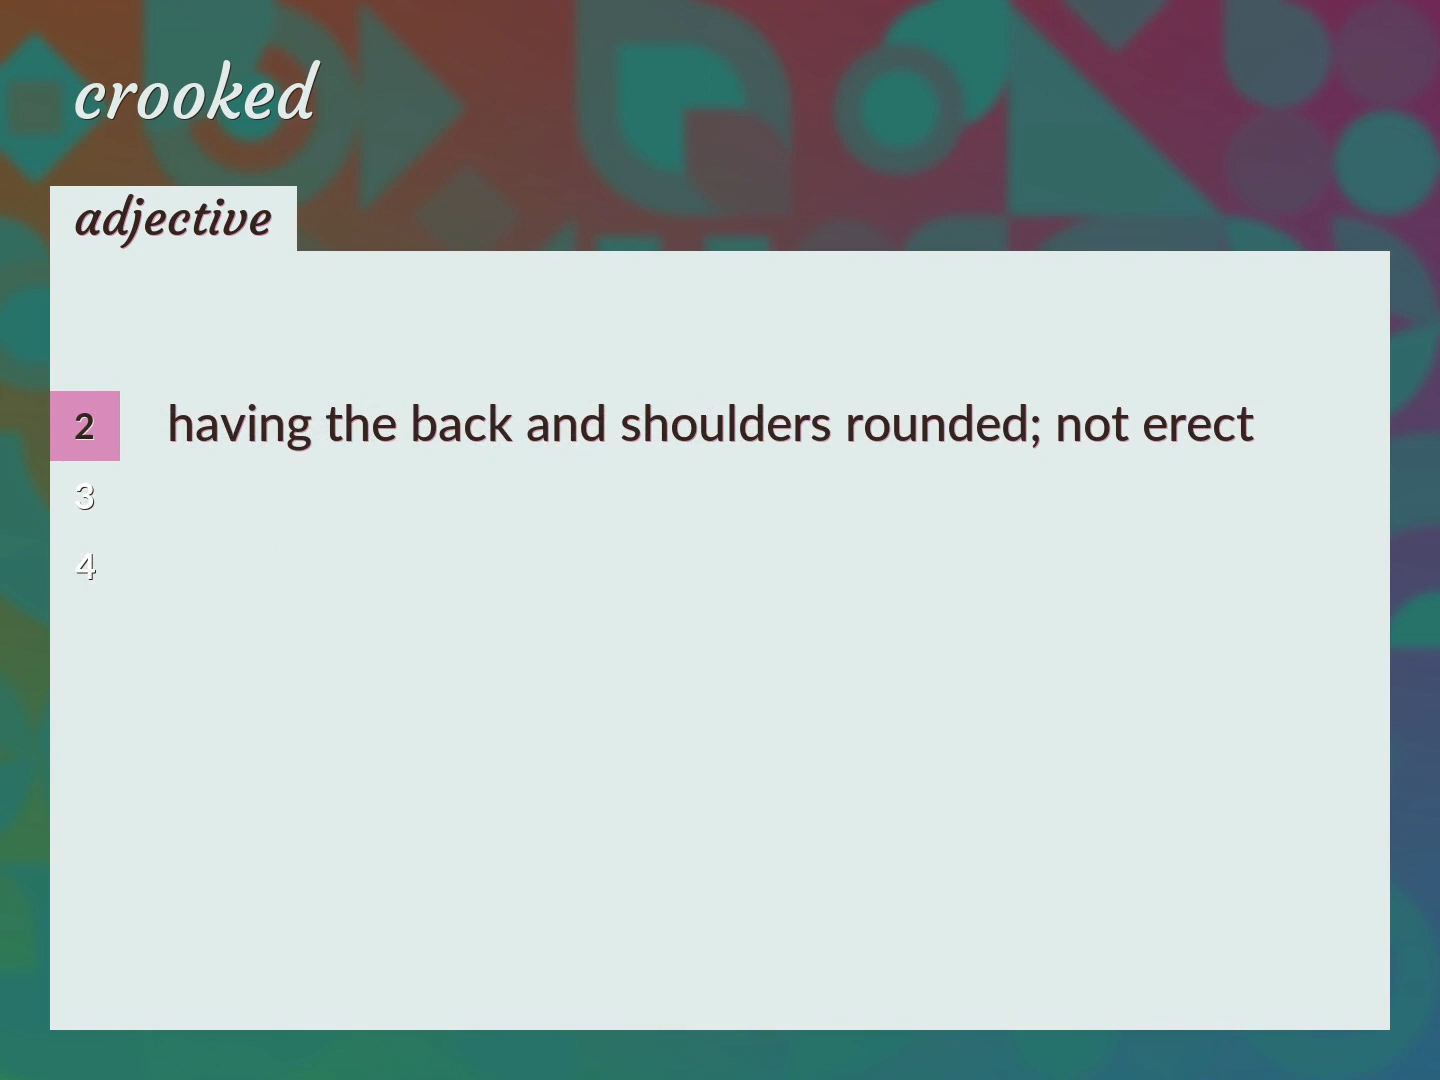 crooked
adjective
2 having the back and shoulders rounded; not erect
3
4